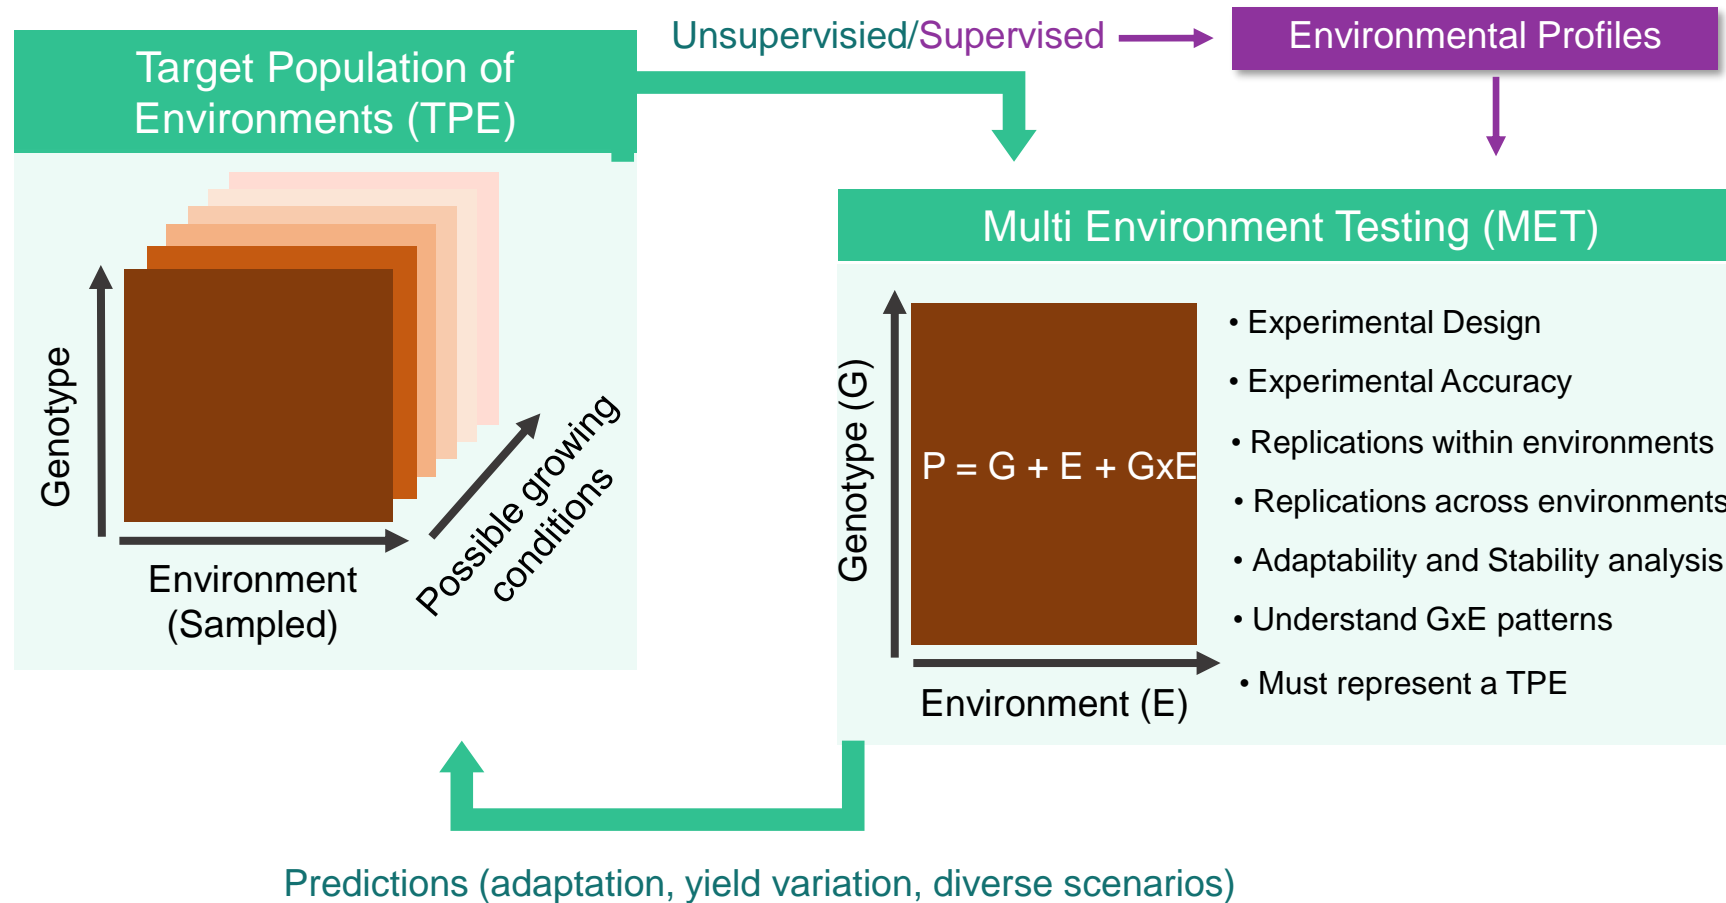 Unsupervisied/Supervised
Environmental Profiles
Target Population of
Environments (TPE)
Genotype
Environment
(Sampled)
Possible growing
conditions
Multi Environment Testing (MET)
Genotype (G)
P = G + E + GxE
Environment (E)
• Experimental Design
• Experimental Accuracy
• Replications within environments
• Replications across environments
• Adaptability and Stability analysis
• Understand GxE patterns
• Must represent a TPE
Predictions (adaptation, yield variation, diverse scenarios)